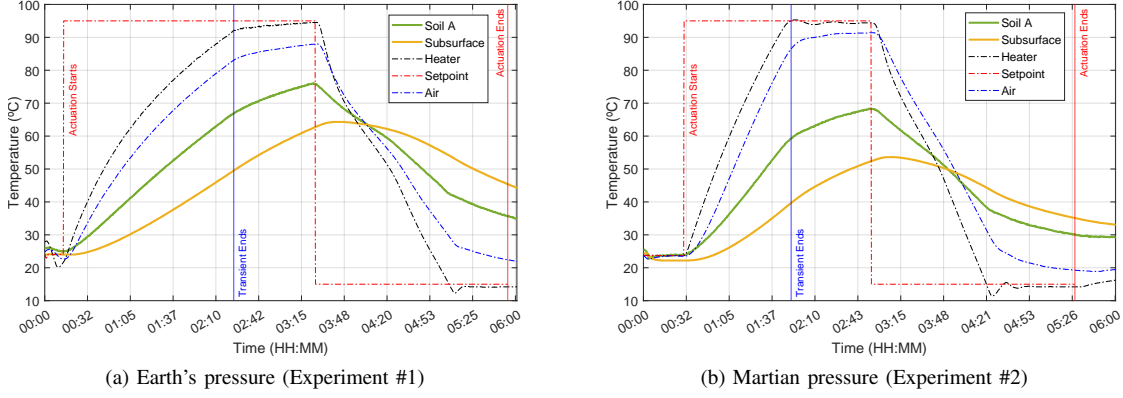 100
90
80
70
60
50
40
30
20
10
Temperature (ºC)
Actuation Starts
Transient Ends
Actuation Ends
Soil A
Subsurface
Heater
Setpoint
Air
00:00
00:32
01:05
01:37
02:10
02:42
03:15
03:48
04:20
04:53
05:25
06:00
Time (HH:MM)
(a) Earth's pressure (Experiment #1)
100
90
80
70
60
50
40
30
20
10
Temperature (ºC)
Actuation Starts
Transient Ends
Actuation Ends
Soil A
Subsurface
Heater
Setpoint
Air
00:00
00:32
01:05
01:37
02:10
02:43
03:15
03:48
04:21
04:53
05:26
06:00
Time (HH:MM)
(b) Martian pressure (Experiment #2)